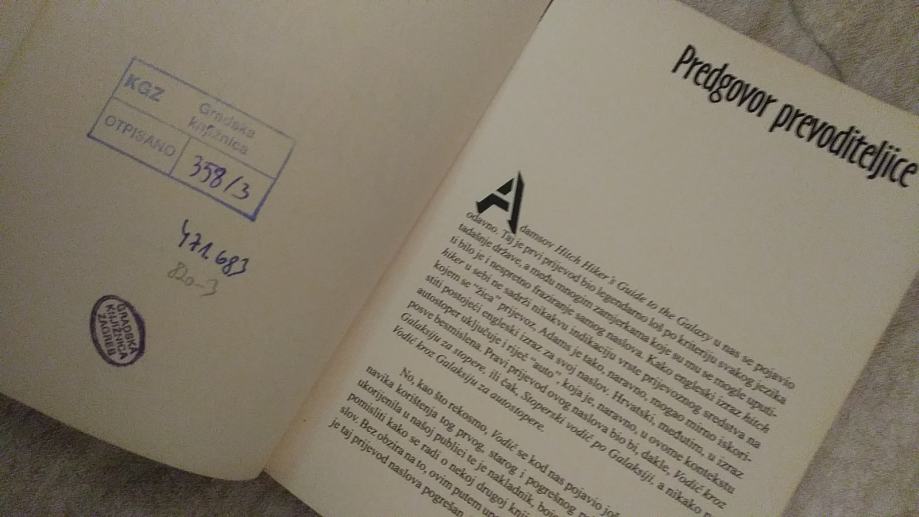 KGZ
Gradska
knjižnica
OTPISANO
358/3
471.683
820-3
GRADSKA
KNJIŽNICA
ZAGREB
Predgovor prevoditeljice
Adamsov Hitch Hiker's Guide to the Galaxy u nas se pojavio
odavno. Taj je prvi prijevod bio legendarno loš po kriteriju svakog jezika
tadašnje države, a među mnogim zamjerkama koje su mu se mogle uputi-
ti bilo je i nespretno fraziranje samog naslova. Kako engleski izraz hitch
hiker u sebi ne sadrži nikakvu indikaciju vrste prijevoznog sredstva na
kojem se "žica" prijevoz, Adams je tako, naravno, mogao mirno iskori-
stiti postojeći engleski izraz za svoj naslov. Hrvatski, međutim, u izraz
autostoper uključuje i riječ "auto", koja je, naravno, u ovome kontekstu
posve besmislena. Pravi prijevod ovog naslova bio bi, dakle, Vodič kroz
Galaksiju za stopere, ili čak, Stoperski vodič po Galaksiji, a nikako
Vodič kroz Galaksiju za autostopere.
No, kao što rekosmo, Vodič se kod nas pojavio još
navika korištenja tog prvog, starog i pogrešnog
ukorijenila u našoj publici te je nakladnik,
pomisliti kako se radi o nekoj drugoj
slov. Bez obzira na to, ovim putem
je taj prijevod naslova pogrešan